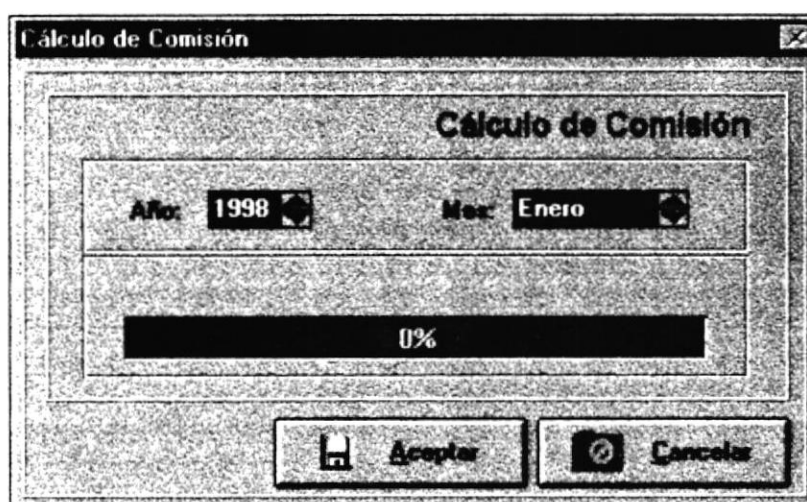 Cálculo de Comisión
Cálculo de Comisión
Año: 1998 Mes: Enero
0%
Aceptar Cancelar